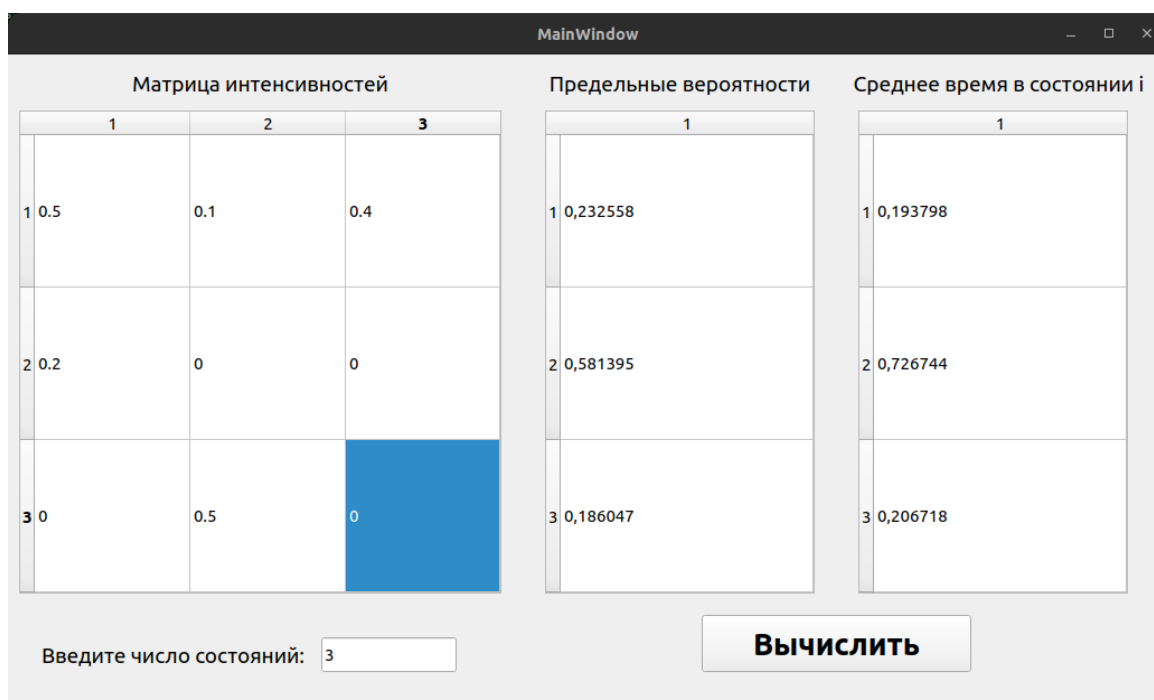 MainWindow
Матрица интенсивностей Предельные вероятности Среднее время в состоянии i
1 2 3 1 1
1 0.5 0.1 0.4 1 0,232558 1 0,193798
2 0.2 0 0 2 0,581395 2 0,726744
3 0 0.5 0 3 0,186047 3 0,206718
Введите число состояний: 3 Вычислить